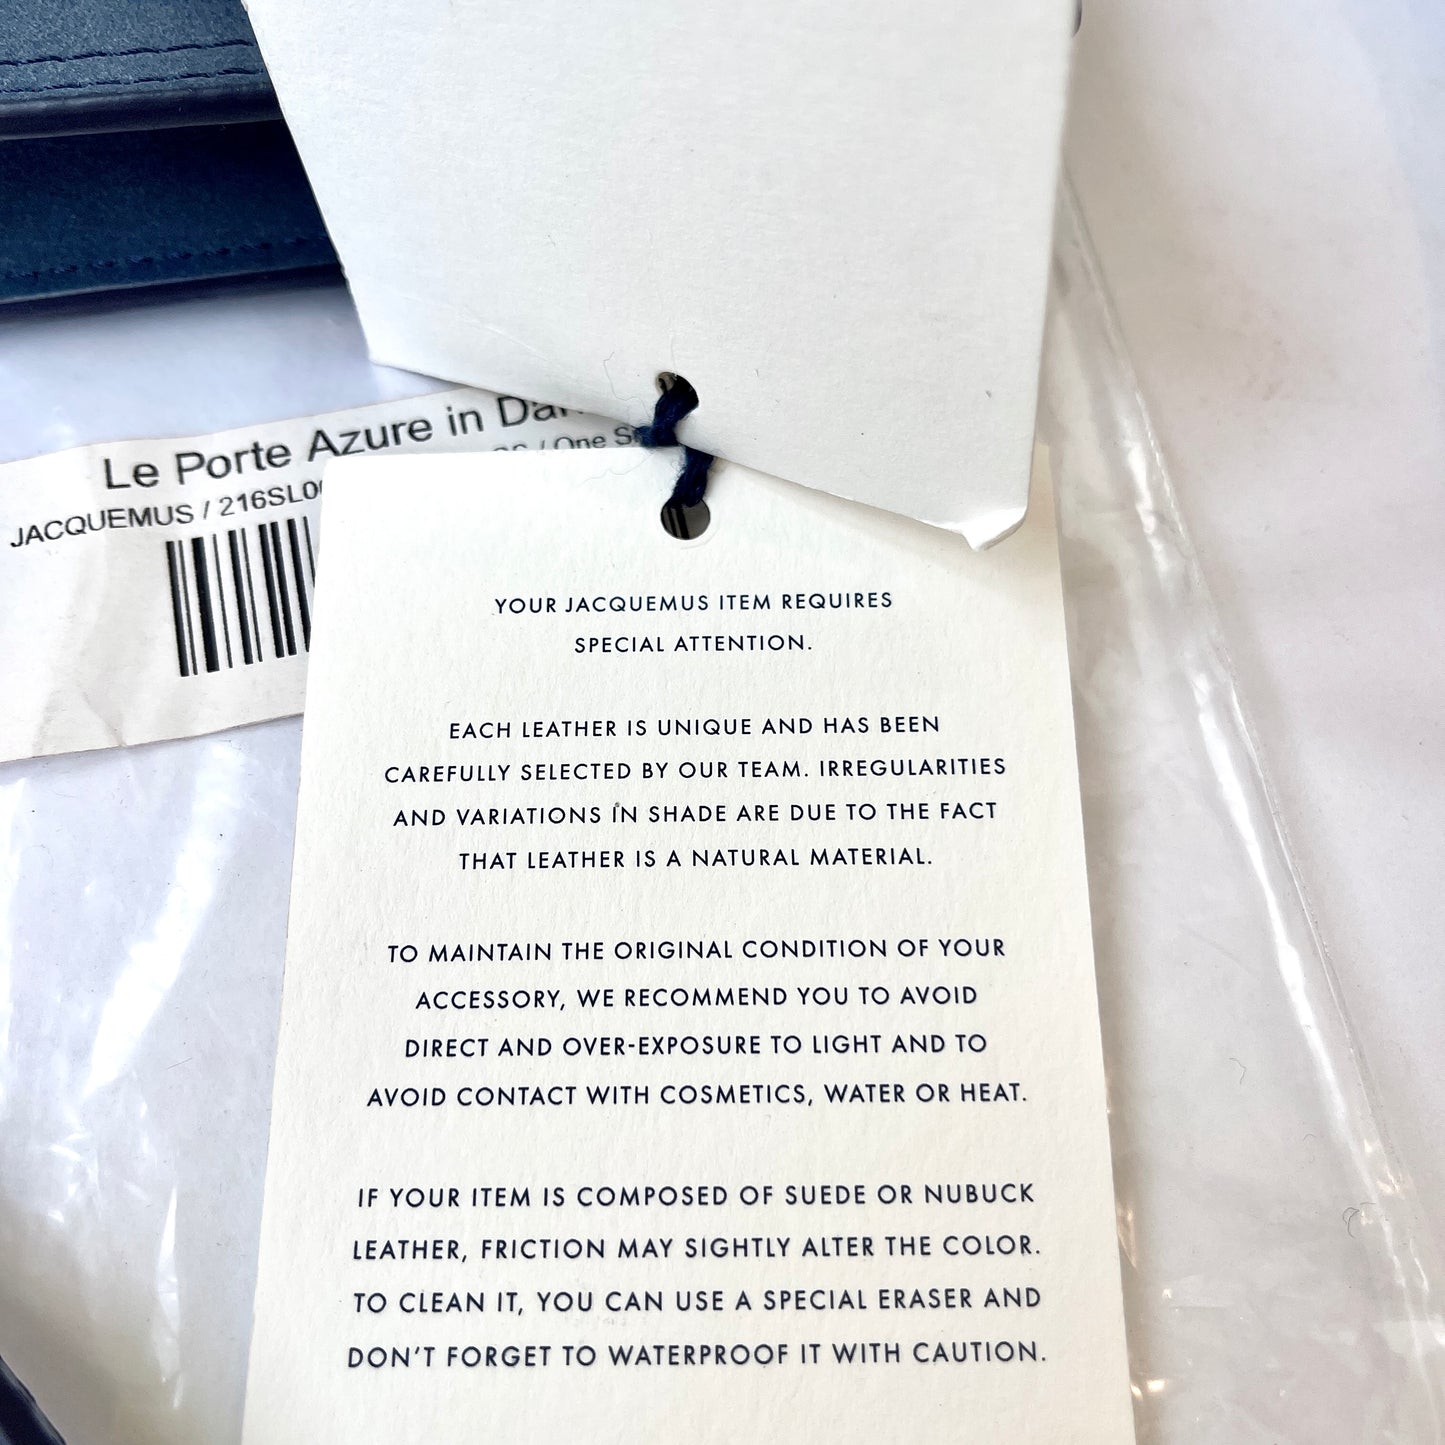 Le Porte Azure in
JACQUEMUS / 216SL0
/ One
YOUR JACQUEMUS ITEM REQUIRES
SPECIAL ATTENTION.
EACH LEATHER IS UNIQUE AND HAS BEEN
CAREFULLY SELECTED BY OUR TEAM. IRREGULARITIES
AND VARIATIONS IN SHADE ARE DUE TO THE FACT
THAT LEATHER IS A NATURAL MATERIAL.
TO MAINTAIN THE ORIGINAL CONDITION OF YOUR
ACCESSORY, WE RECOMMEND YOU TO AVOID
DIRECT AND OVER-EXPOSURE TO LIGHT AND TO
AVOID CONTACT WITH COSMETICS, WATER OR HEAT.
IF YOUR ITEM IS COMPOSED OF SUEDE OR NUBUCK
LEATHER, FRICTION MAY SIGHTLY ALTER THE COLOR.
TO CLEAN IT, YOU CAN USE A SPECIAL ERASER AND
DON'T FORGET TO WATERPROOF IT WITH CAUTION.